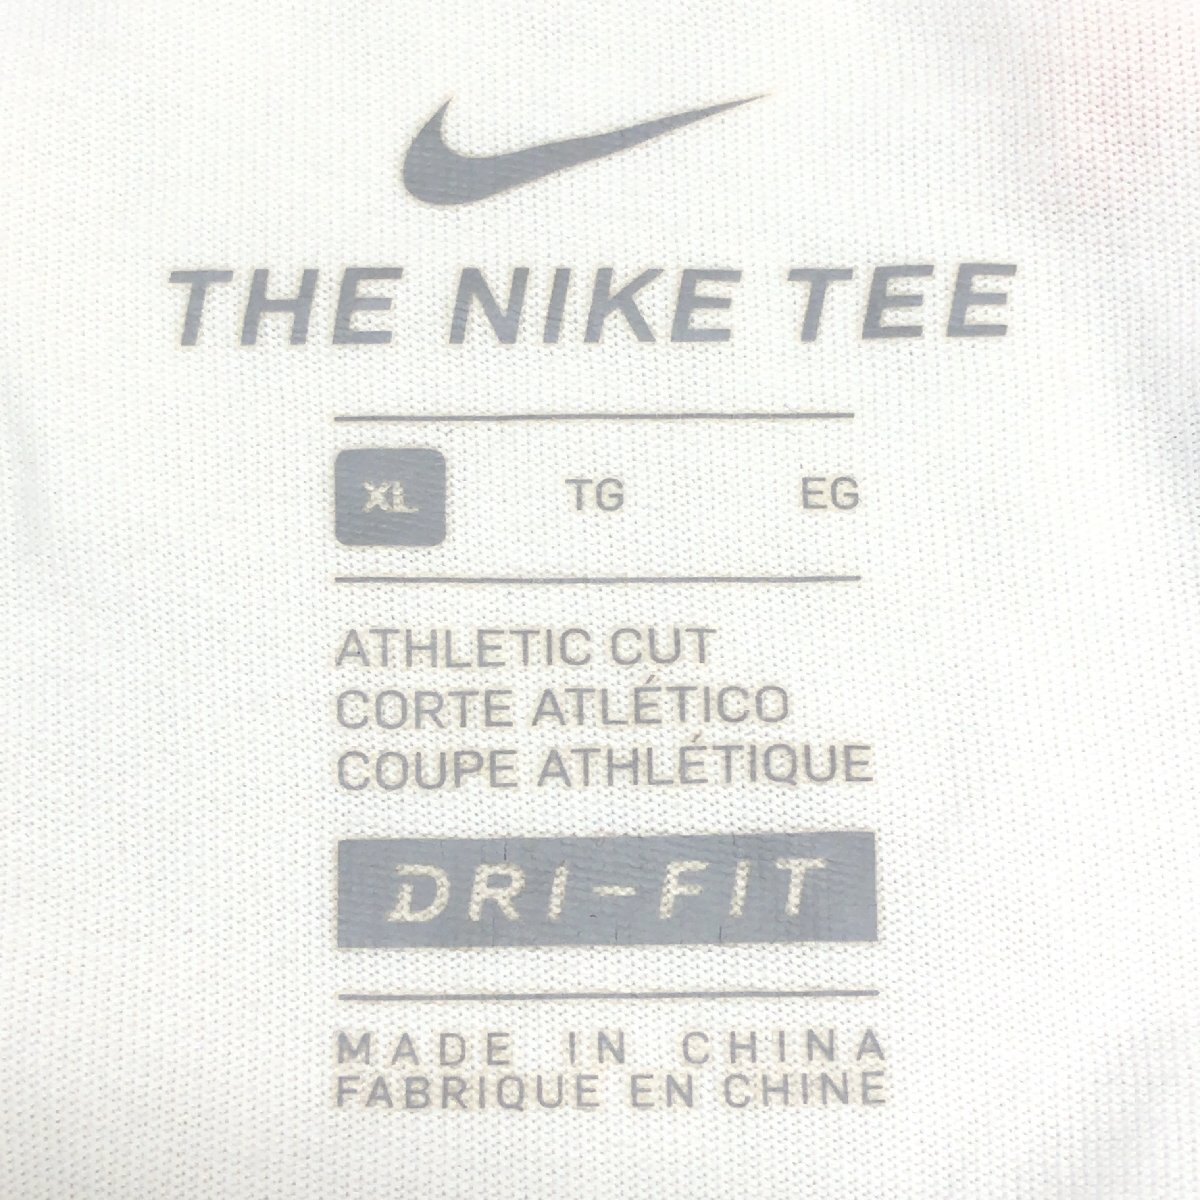 THE NIKE TEE
XL TG EG
ATHLETIC CUT
CORTE ATLÉTICO
COUPE ATHLÉTIQUE
DRI-FIT
MADE IN CHINA
FABRIQUE EN CHINE